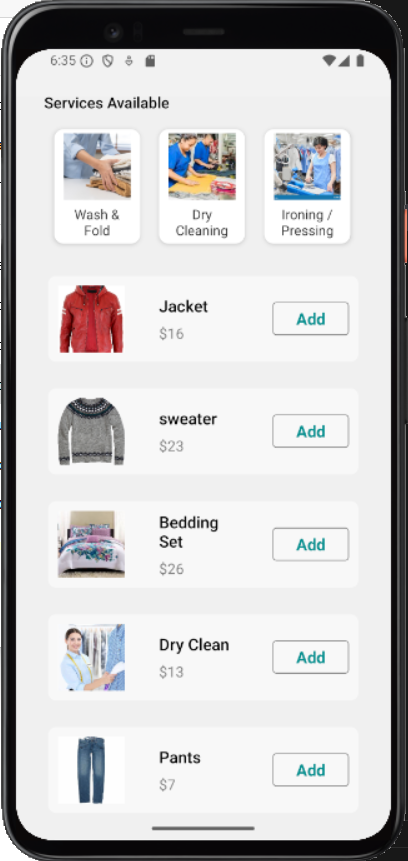 6:35
Services Available
Wash &
Fold
Dry
Cleaning
Ironing /
Pressing
Jacket
$16
Add
sweater
$23
Add
Bedding
Set
$26
Add
Dry Clean
$13
Add
Pants
$7
Add